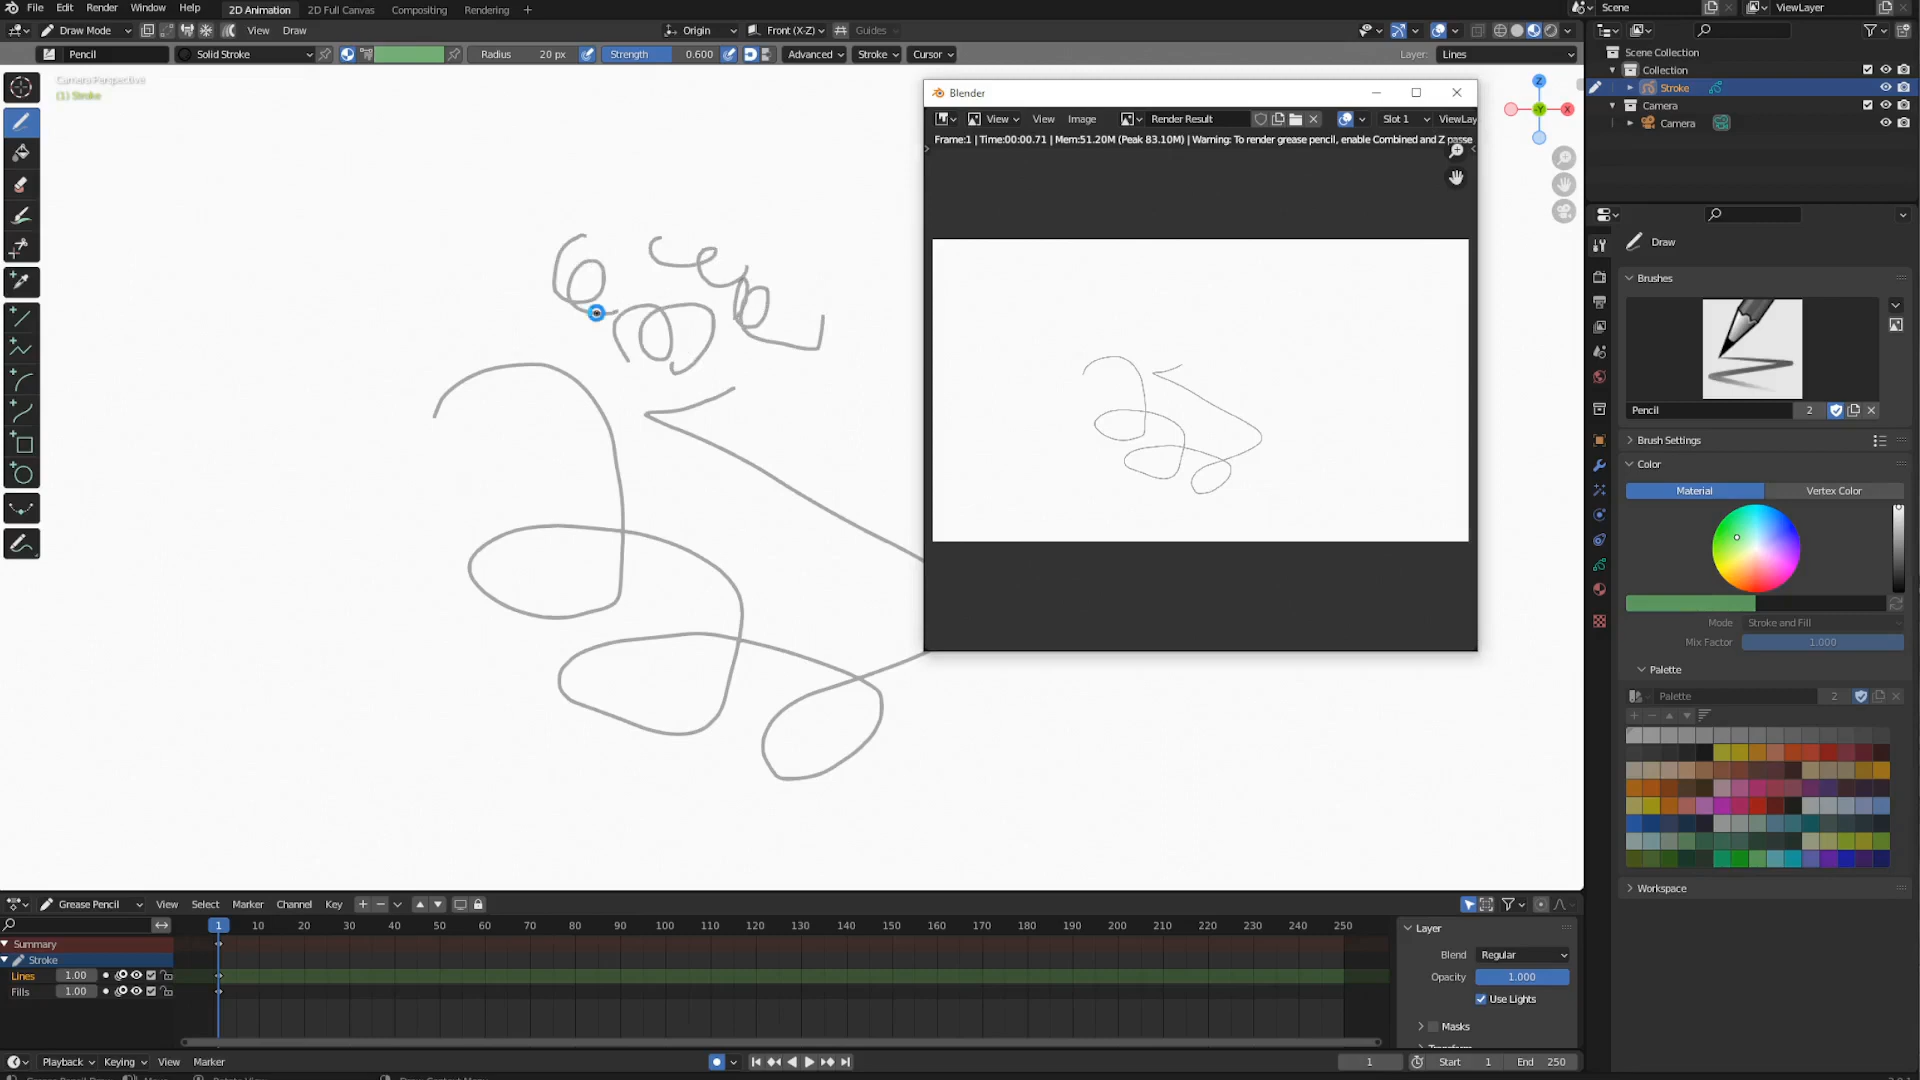 File Edit Render Window Help 2D Animation 2D Full Canvas Compositing Rendering + Scene ViewLayer
Draw Mode View Draw Origin Front (X-Z) Guides
Pencil Solid Stroke Radius 20 px Strength 0.600 Advanced Stroke Cursor Layer: Lines
Camera Perspective
(1) Stroke
Z
X
-Y
Blender
View View Image Render Result Slot 1 ViewLay
Frame:1 | Time:00:00.71 | Mem:51.20M (Peak 83.10M) | Warning: To render grease pencil, enable Combined and Z passe
Scene Collection
Collection
Stroke
Camera
Camera
Draw
Brushes
Pencil 2
Brush Settings
Color
Material Vertex Color
Mode Stroke and Fill
Mix Factor 1.000
Palette
Palette 2
Workspace
Grease Pencil View Select Marker Channel Key
1 10 20 30 40 50 60 70 80 90 100 110 120 130 140 150 160 170 180 190 200 210 220 230 240 250
Summary
Stroke
Lines 1.00
Fills 1.00
Layer
Blend Regular
Opacity 1.000
Use Lights
Masks
Playback Keying View Marker 1 Start 1 End 250